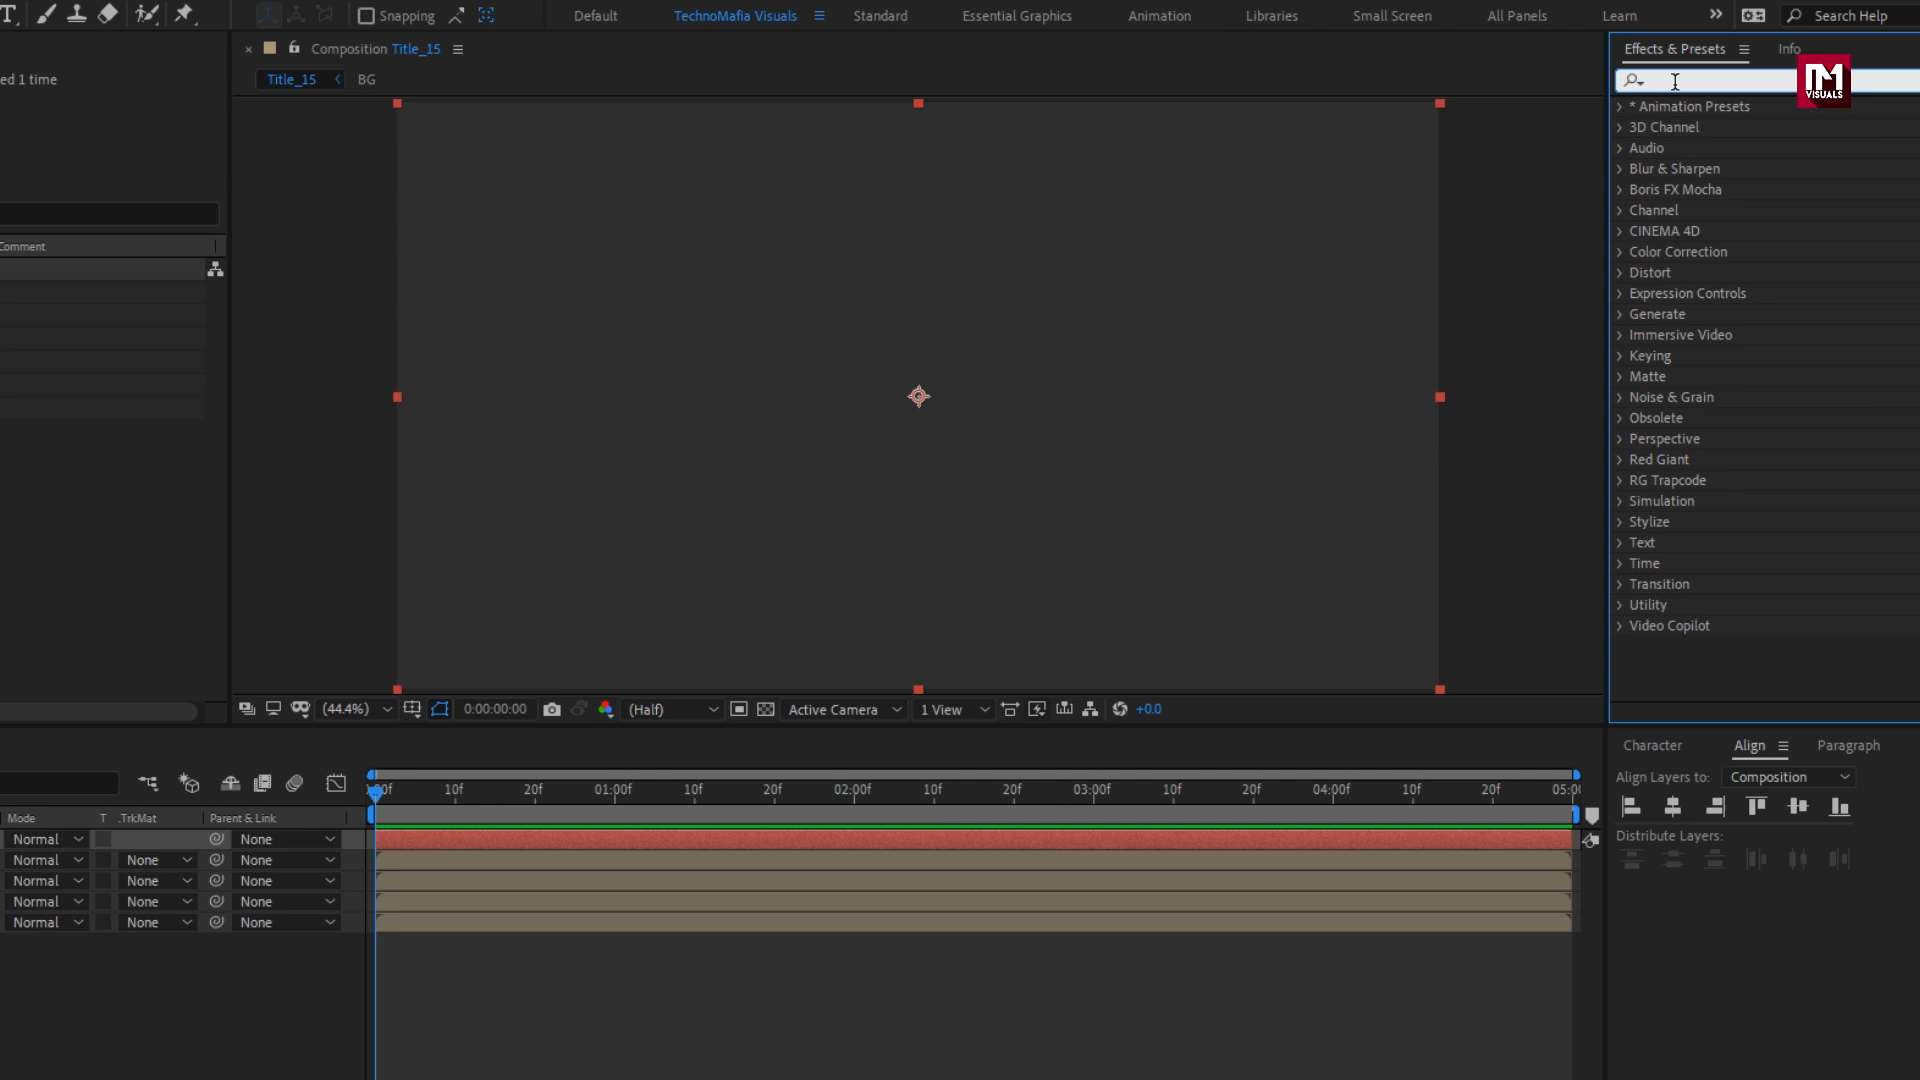 Snapping
Default
TechnoMafia Visuals
Standard
Essential Graphics
Animation
Libraries
Small Screen
All Panels
Learn
Search Help
ed 1 time
Comment
Composition Title_15
Title_15
BG
Effects & Presets
Info
VISUALS
* Animation Presets
3D Channel
Audio
Blur & Sharpen
Boris FX Mocha
Channel
CINEMA 4D
Color Correction
Distort
Expression Controls
Generate
Immersive Video
Keying
Matte
Noise & Grain
Obsolete
Perspective
Red Giant
RG Trapcode
Simulation
Stylize
Text
Time
Transition
Utility
Video Copilot
(44.4%)
0:00:00:00
(Half)
Active Camera
1 View
+0.0
Character
Align
Paragraph
Align Layers to:
Composition
Distribute Layers:
:00f 10f 20f 01:00f 10f 20f 02:00f 10f 20f 03:00f 10f 20f 04:00f 10f 20f 05:00
Mode T .TrkMat Parent & Link
Normal None
Normal None None
Normal None None
Normal None None
Normal None None